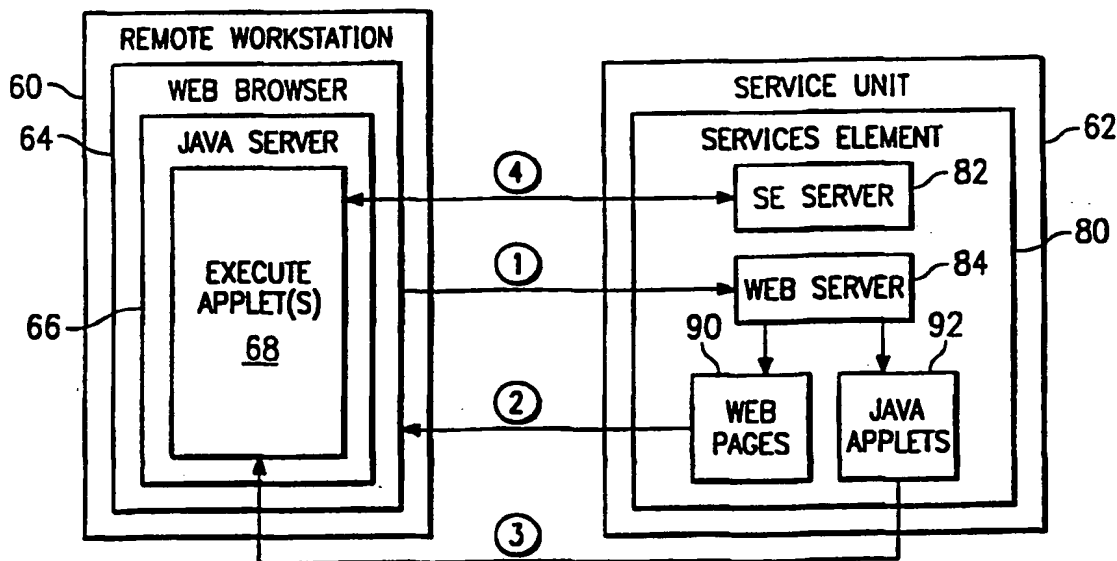 REMOTE WORKSTATION
60
WEB BROWSER
64
JAVA SERVER
66
EXECUTE
APPLET(S)
68
4
1
2
3
SERVICE UNIT
62
SERVICES ELEMENT
80
SE SERVER
82
WEB SERVER
84
90
WEB
PAGES
92
JAVA
APPLETS